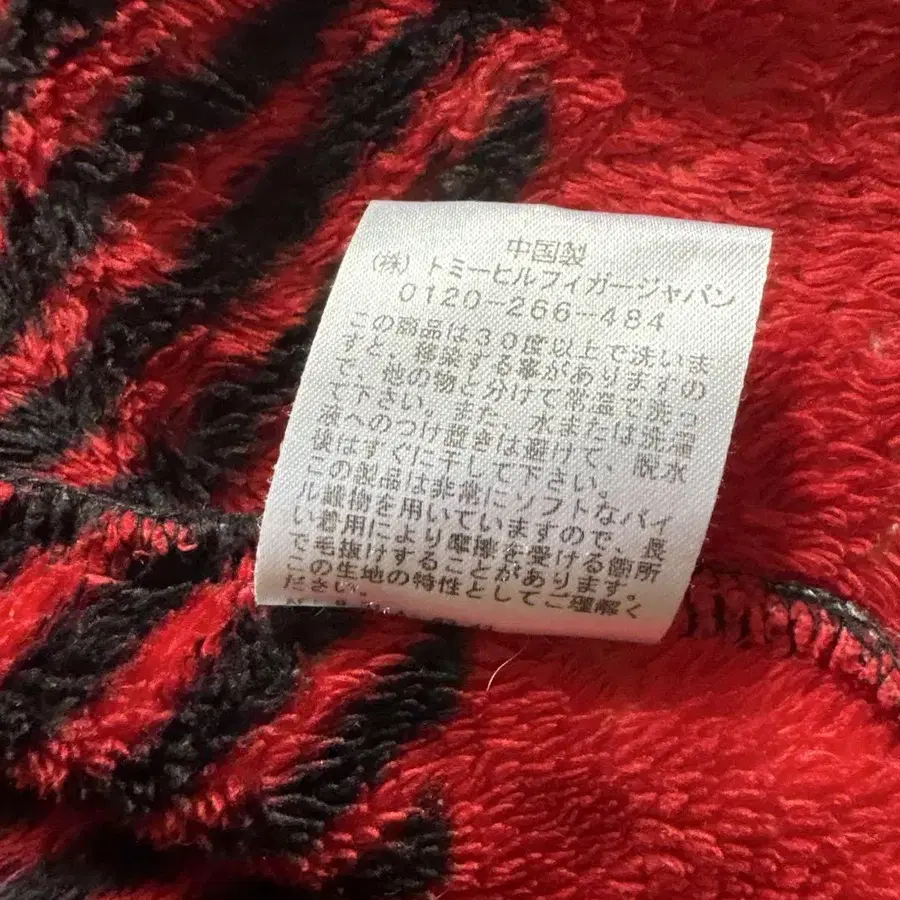 中国製
(株)トミーヒルフィガージャパン
0120-266-484
この商品は30度以上で洗いま
すと、移染する事がありますの
で、他の物と分けて常温で洗っ
て下さい。また、水または洗濯
液へのつけ置きは避けて、脱水
後はすぐに干して下さい。
この製品は非常にソフトなパイ
ル織物を用いていますので、長
い着用により摩擦を受ける箇所
で毛抜けする事があります。
この生地の特性としてご理解く
ださい。